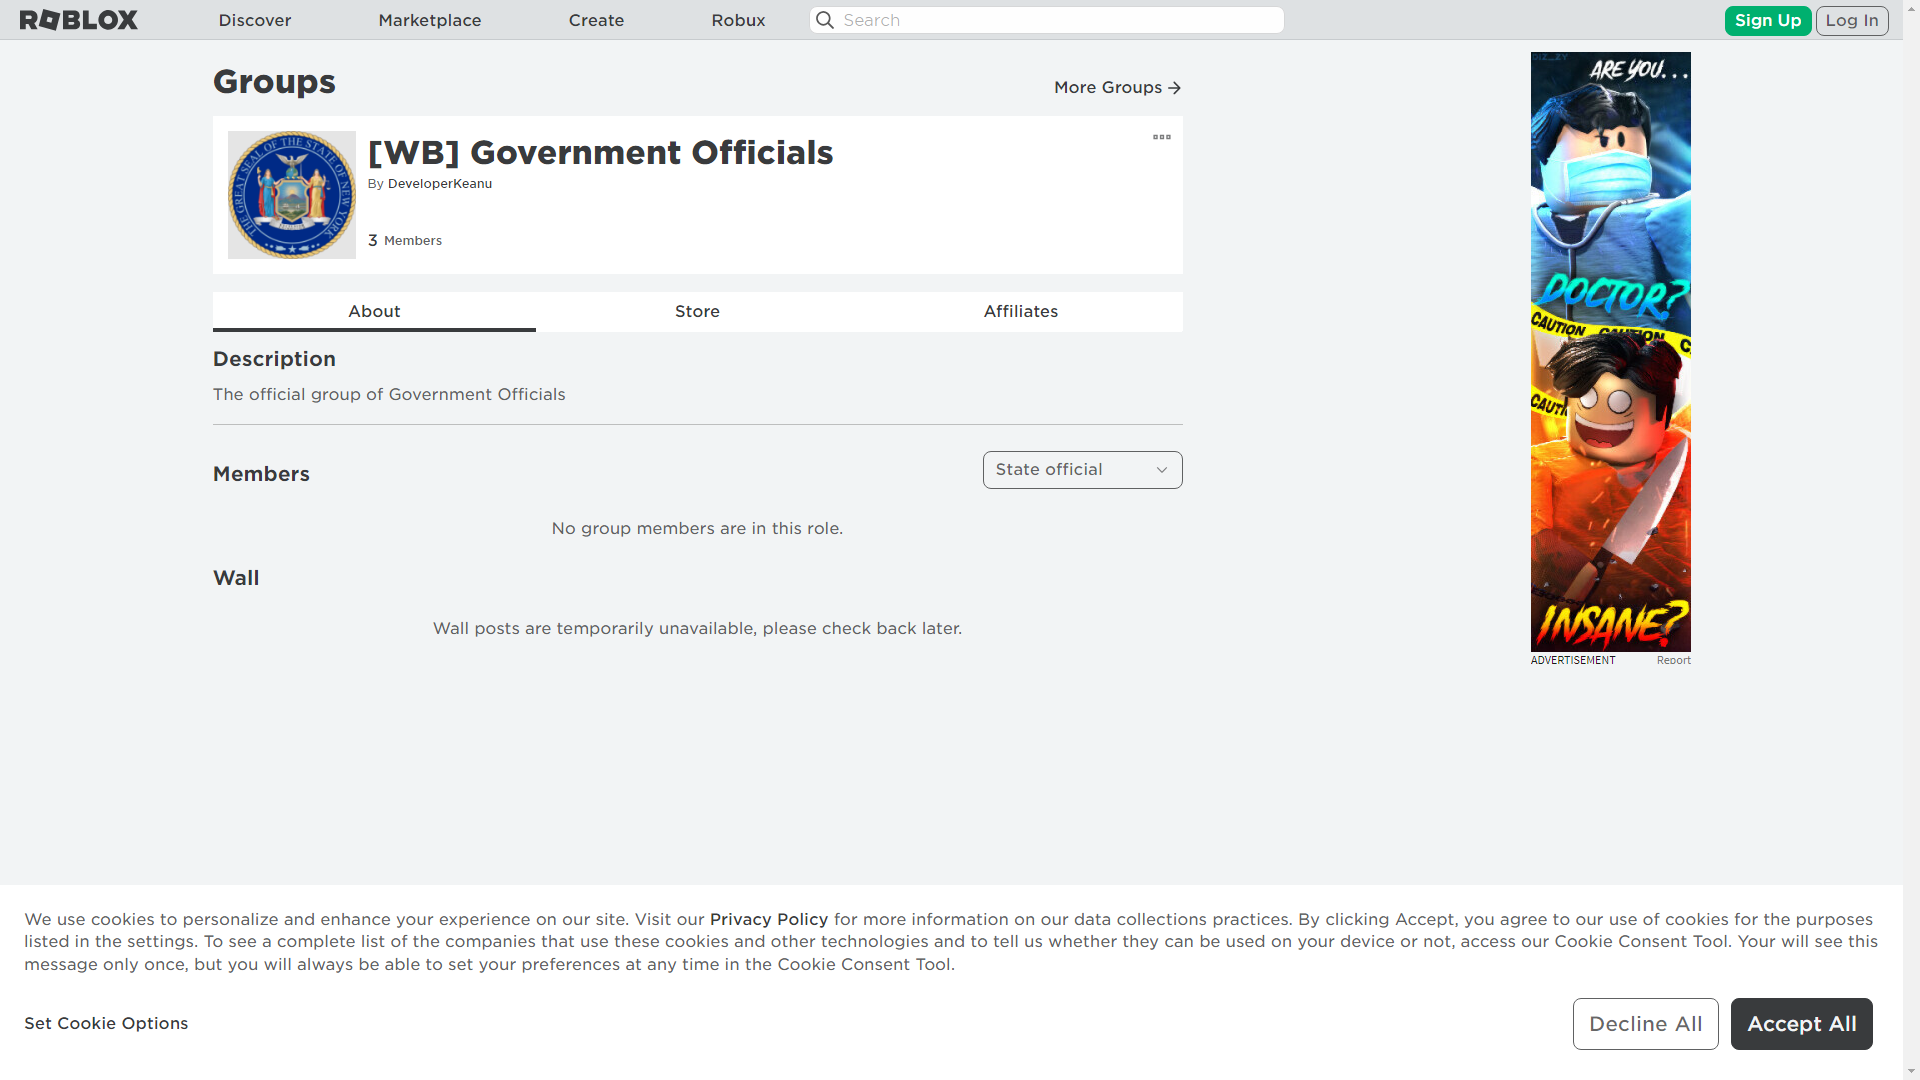 ROBLOX
Discover
Marketplace
Create
Robux
Search
Sign Up
Log In
Groups
More Groups
[WB] Government Officials
By DeveloperKeanu
3 Members
THE GREAT SEAL OF THE STATE OF NEW YORK
About
Store
Affiliates
Description
The official group of Government Officials
Members
State official
No group members are in this role.
Wall
Wall posts are temporarily unavailable, please check back later.
ARE YOU...
DOCTOR?
CAUTION CAUTION C
CAUTI
INSANE?
ADVERTISEMENT
Report
We use cookies to personalize and enhance your experience on our site. Visit our Privacy Policy for more information on our data collections practices. By clicking Accept, you agree to our use of cookies for the purposes
listed in the settings. To see a complete list of the companies that use these cookies and other technologies and to tell us whether they can be used on your device or not, access our Cookie Consent Tool. Your will see this
message only once, but you will always be able to set your preferences at any time in the Cookie Consent Tool.
Set Cookie Options
Decline All
Accept All